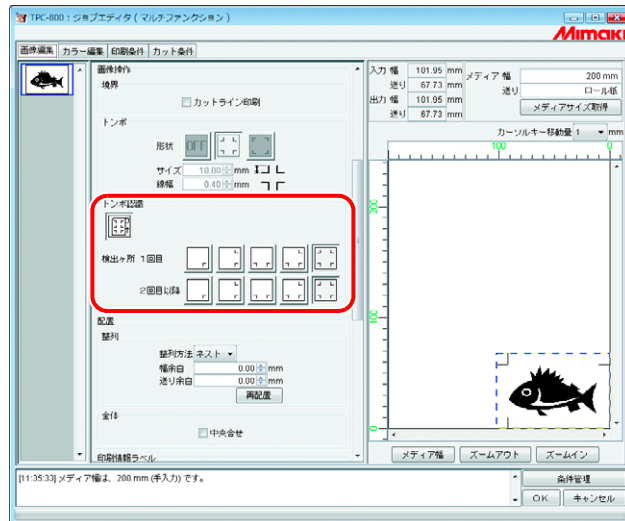 TPC-800 : ジョブエディタ ( マルチファンクション )
Mimaki
画像編集 カラー編集 印刷条件 カット条件
画像操作
境界
カットライン印刷
トンボ
形状 OFF
サイズ 10.00 mm
線幅 0.40 mm
トンボ認識
検出ヶ所 1回目
2回目以降
配置
整列
整列方法 ネスト
幅余白 0.00 mm
送り余白 0.00 mm
再配置
全体
中央合せ
印刷情報ラベル
入力 幅 101.95 mm
送り 67.73 mm
出力 幅 101.95 mm
送り 67.73 mm
メディア 幅 200 mm
送り ロール紙
メディアサイズ取得
カーソルキー移動量 1 mm
100 0
200
100
0
メディア幅 ズームアウト ズームイン
[11:35:33] メディア幅は、200 mm (手入力) です。
条件管理
OK キャンセル